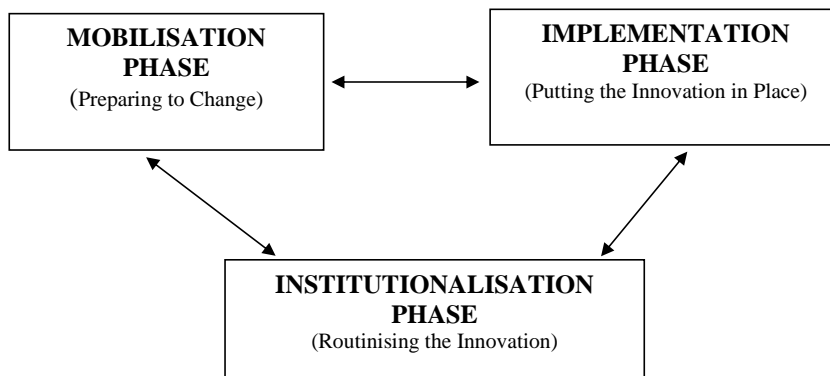 MOBILISATION
PHASE
(Preparing to Change)
IMPLEMENTATION
PHASE
(Putting the Innovation in Place)
INSTITUTIONALISATION
PHASE
(Routinising the Innovation)